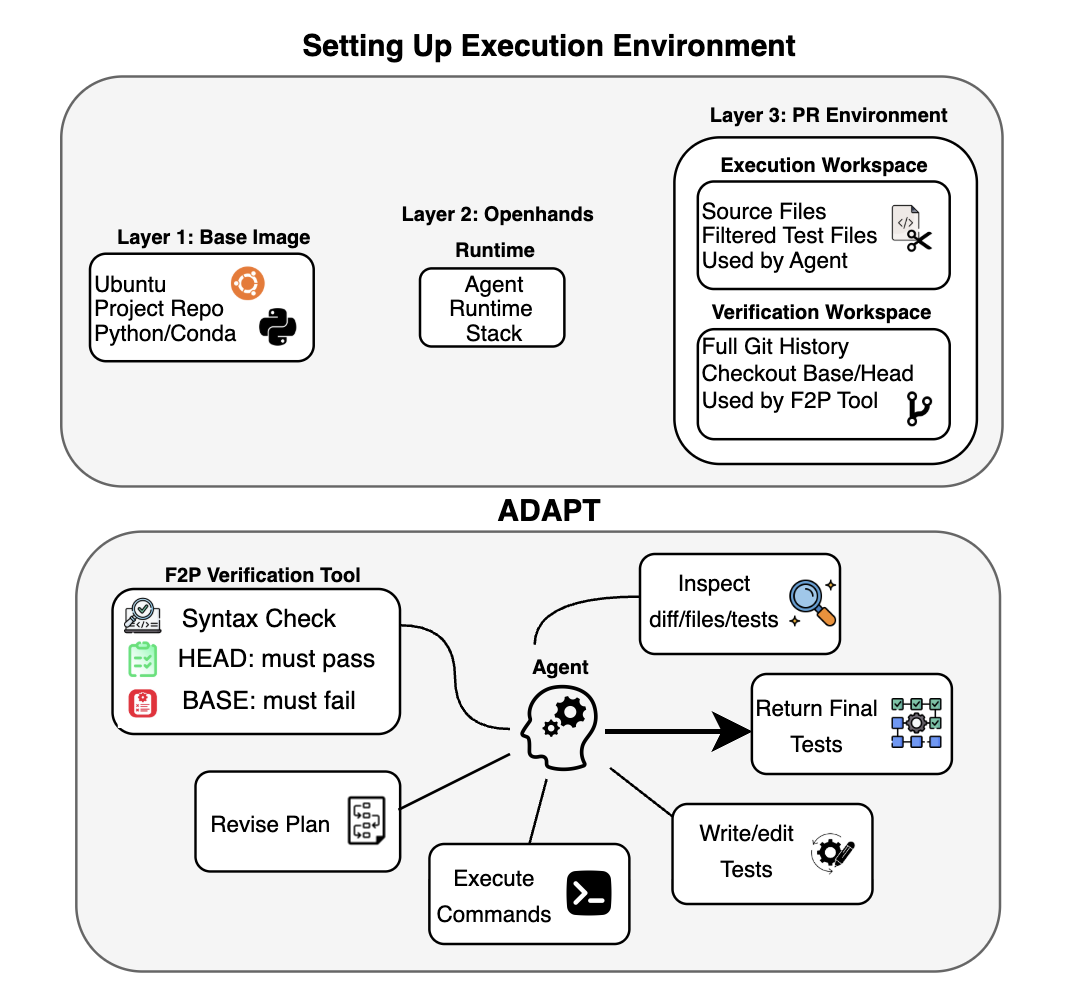 Setting Up Execution Environment
Layer 1: Base Image
Ubuntu
Project Repo
Python/Conda
Layer 2: Openhands
Runtime
Agent
Runtime
Stack
Layer 3: PR Environment
Execution Workspace
Source Files
Filtered Test Files
Used by Agent
Verification Workspace
Full Git History
Checkout Base/Head
Used by F2P Tool
ADAPT
F2P Verification Tool
Syntax Check
HEAD: must pass
BASE: must fail
Inspect
diff/files/tests
Agent
Return Final
Tests
Revise Plan
Execute
Commands
Write/edit
Tests